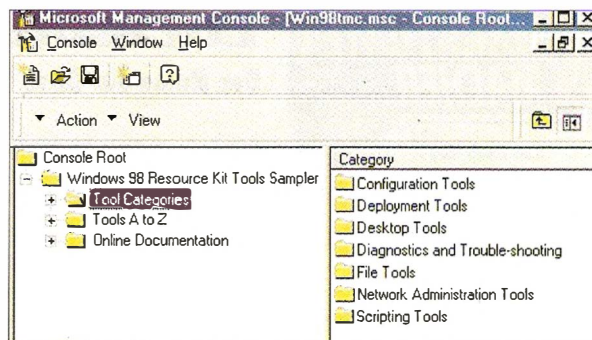 Microsoft Management Console - [Win98tmc.msc - Console Root...
Console Window Help
Action View
Console Root
Windows 98 Resource Kit Tools Sampler
Tool Categories
Tools A to Z
Online Documentation
Category
Configuration Tools
Deployment Tools
Desktop Tools
Diagnostics and Trouble-shooting
File Tools
Network Administration Tools
Scripting Tools